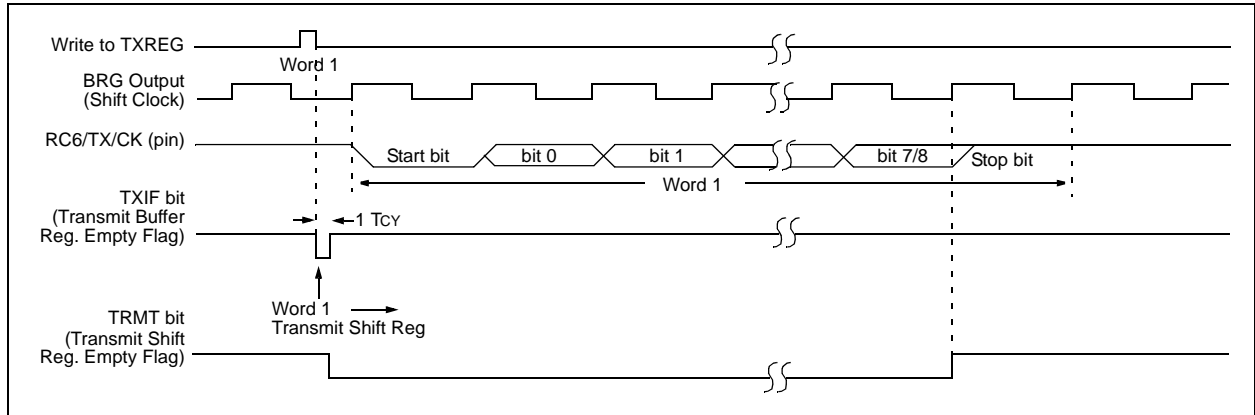 Write to TXREG
Word 1
BRG Output
(Shift Clock)
RC6/TX/CK (pin)
Start bit
bit 0
bit 1
bit 7/8
Stop bit
Word 1
TXIF bit
(Transmit Buffer
Reg. Empty Flag)
1 TCY
Word 1
Transmit Shift Reg
TRMT bit
(Transmit Shift
Reg. Empty Flag)